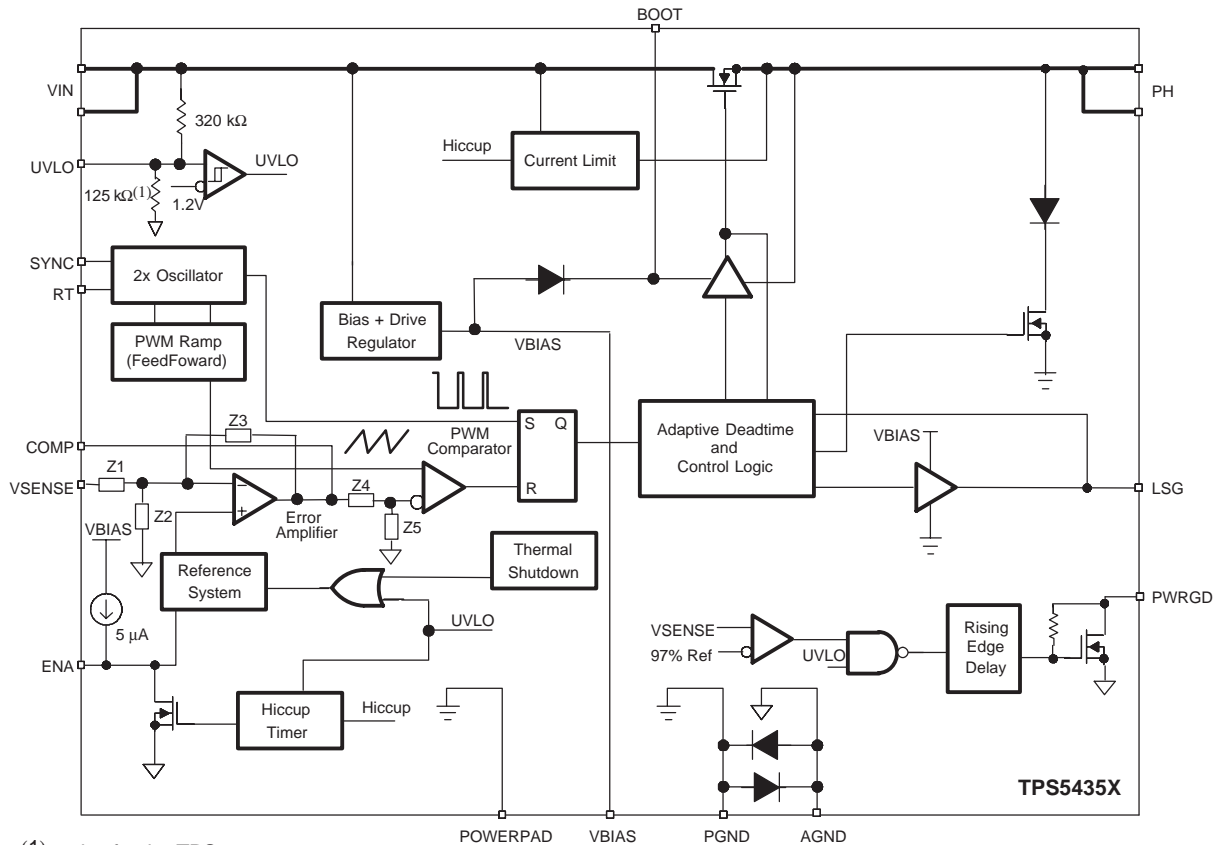 BOOT
VIN
PH
320 kΩ
Hiccup
Current Limit
UVLO
UVLO
125 kΩ(1)
1.2V
SYNC
2x Oscillator
RT
Bias + Drive
Regulator
PWM Ramp
(FeedFoward)
VBIAS
S Q
Z3
PWM
Comparator
Adaptive Deadtime
and
Control Logic
VBIAS
COMP
Z1
Z4
R
VSENSE
LSG
Z2
Error
Amplifier
Z5
VBIAS
Thermal
Shutdown
Reference
System
PWRGD
5 μA
UVLO
VSENSE
97% Ref
UVLO
Rising
Edge
Delay
ENA
Hiccup
Timer
Hiccup
TPS5435X
POWERPAD
VBIAS
PGND
AGND
(1)